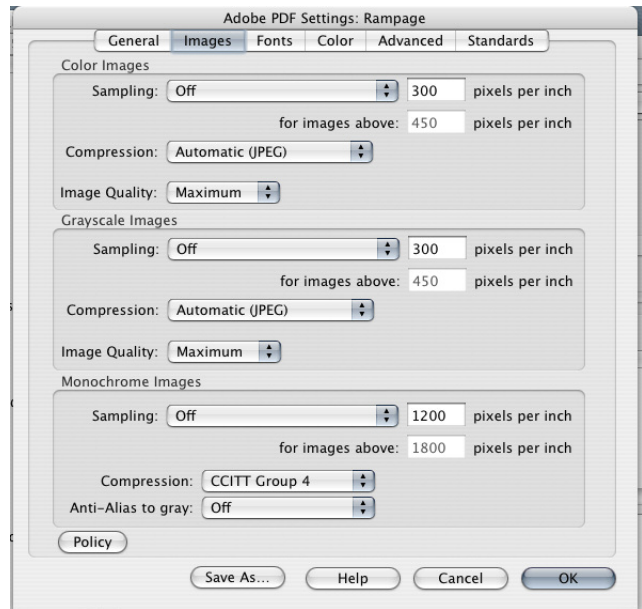 Adobe PDF Settings: Rampage
General Images Fonts Color Advanced Standards
Color Images
Sampling: Off 300 pixels per inch
for images above: 450 pixels per inch
Compression: Automatic (JPEG)
Image Quality: Maximum
Grayscale Images
Sampling: Off 300 pixels per inch
for images above: 450 pixels per inch
Compression: Automatic (JPEG)
Image Quality: Maximum
Monochrome Images
Sampling: Off 1200 pixels per inch
for images above: 1800 pixels per inch
Compression: CCITT Group 4
Anti-Alias to gray: Off
Policy
Save As... Help Cancel OK